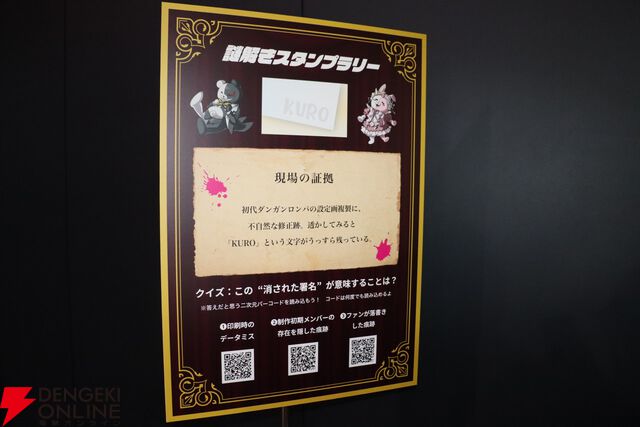 謎解きスタンプラリー
KURO
現場の証拠
初代ダンガンロンパの設定画複製に、
不自然な修正跡。透かしてみると
「KURO」という文字がうっすら残っている。
クイズ：この“消された署名”が意味することは？
※答えだと思う二次元バーコードを読み込もう！ コードは何度でも読み込めるよ
❶印刷時の
データミス
❷制作初期メンバーの
存在を隠した痕跡
❸ファンが落書き
した痕跡
DENGEKI
ONLINE
電撃オンライン